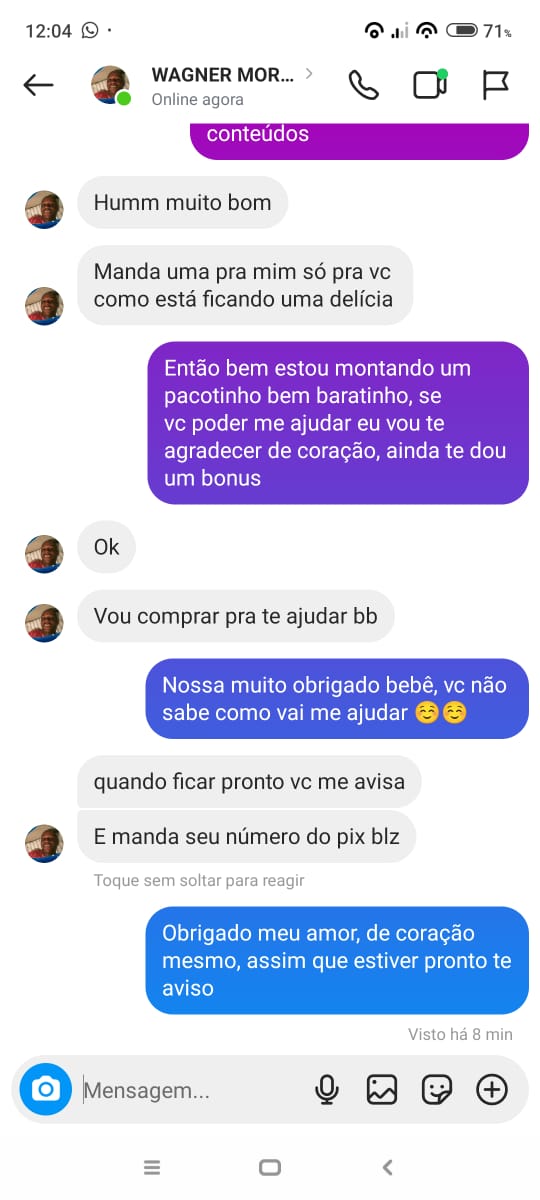 12:04
71%
WAGNER MOR...
Online agora
conteúdos
Humm muito bom
Manda uma pra mim só pra vc
como está ficando uma delícia
Então bem estou montando um
pacotinho bem baratinho, se
vc poder me ajudar eu vou te
agradecer de coração, ainda te dou
um bonus
Ok
Vou comprar pra te ajudar bb
Nossa muito obrigado bebê, vc não
sabe como vai me ajudar ☺️☺️
quando ficar pronto vc me avisa
E manda seu número do pix blz
Toque sem soltar para reagir
Obrigado meu amor, de coração
mesmo, assim que estiver pronto te
aviso
Visto há 8 min
Mensagem...